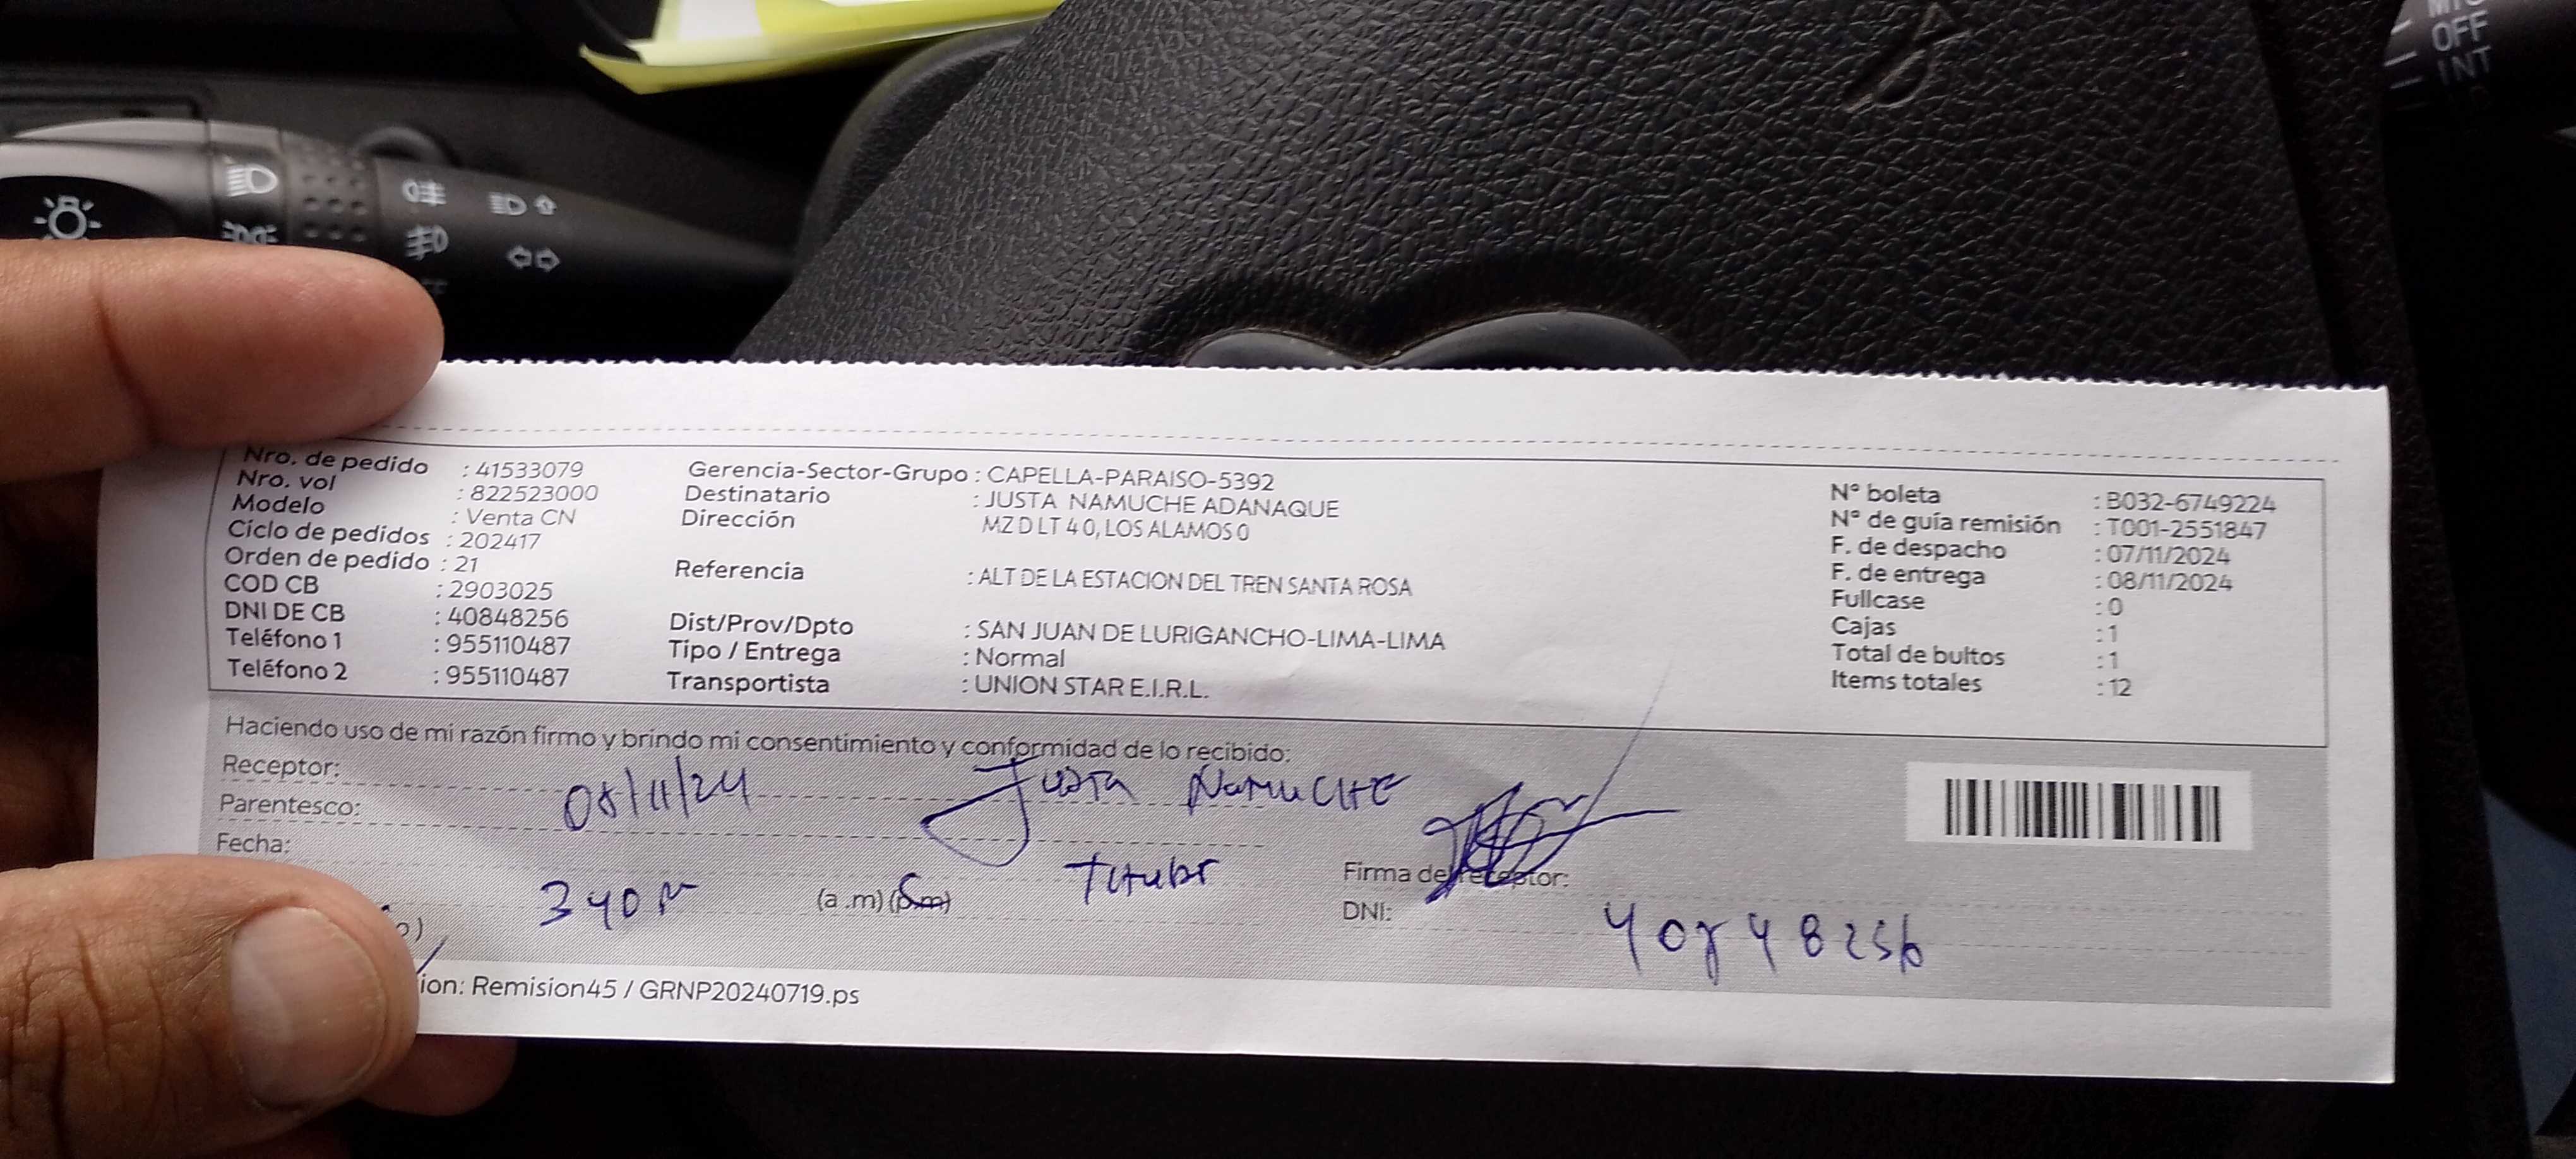 OFF
INT
Nro. de pedido : 41533079
Nro. vol : 822523000
Modelo : Venta CN
Ciclo de pedidos : 202417
Orden de pedido : 21
COD CB : 2903025
DNI DE CB : 40848256
Teléfono 1 : 955110487
Teléfono 2 : 955110487
Gerencia-Sector-Grupo : CAPELLA-PARAISO-5392
Destinatario : JUSTA NAMUCHE ADANAQUE
Dirección MZ D LT 4 0, LOS ALAMOS 0
Referencia : ALT DE LA ESTACION DEL TREN SANTA ROSA
Dist/Prov/Dpto : SAN JUAN DE LURIGANCHO-LIMA-LIMA
Tipo / Entrega : Normal
Transportista : UNION STAR E.I.R.L.
N° boleta : B032-6749224
N° de guía remisión : T001-2551847
F. de despacho : 07/11/2024
F. de entrega : 08/11/2024
Fullcase : 0
Cajas : 1
Total de bultos : 1
Items totales : 12
Haciendo uso de mi razón firmo y brindo mi consentimiento y conformidad de lo recibido:
Receptor: 08/11/24 Justa Namuche
Parentesco:
Fecha:
340 (a .m) (p.m) Titular
Firma del receptor:
DNI: 40848256
ion: Remision45 / GRNP20240719.ps